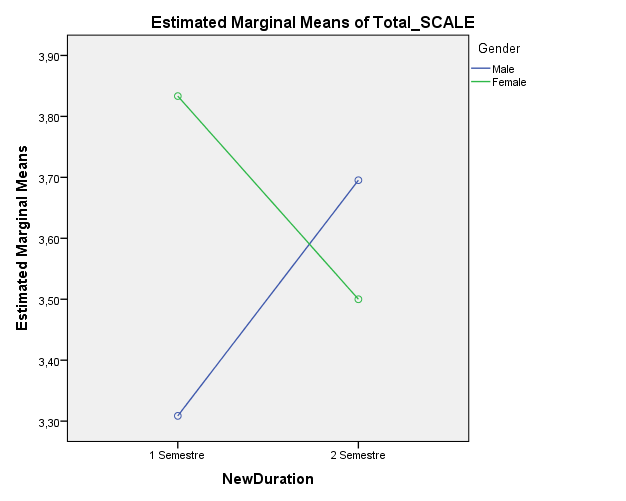 Estimated Marginal Means of Total_SCALE
Gender
Male
Female
Estimated Marginal Means
3,90
3,80
3,70
3,60
3,50
3,40
3,30
1 Semestre
2 Semestre
NewDuration